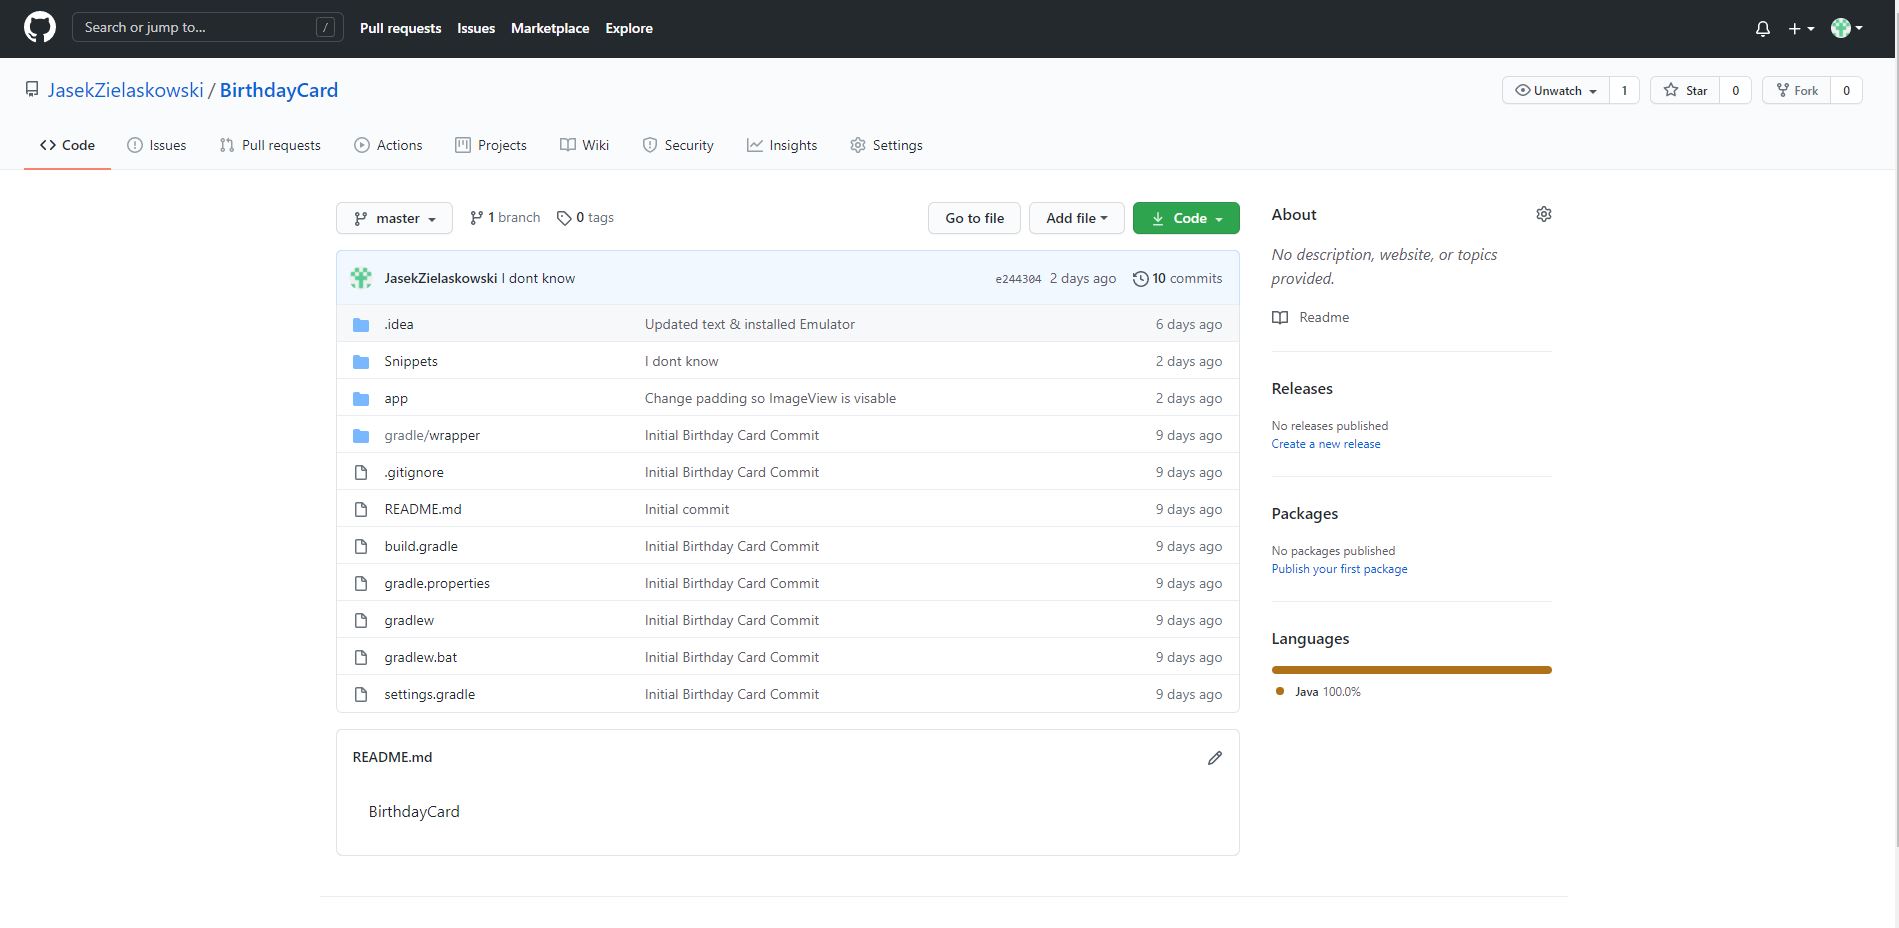 Search or jump to... /
Pull requests Issues Marketplace Explore
JasekZielaskowski / BirthdayCard
Unwatch 1 Star 0 Fork 0
Code Issues Pull requests Actions Projects Wiki Security Insights Settings
master 1 branch 0 tags Go to file Add file Code
JasekZielaskowski I dont know e244304 2 days ago 10 commits
.idea Updated text & installed Emulator 6 days ago
Snippets I dont know 2 days ago
app Change padding so ImageView is visable 2 days ago
gradle/wrapper Initial Birthday Card Commit 9 days ago
.gitignore Initial Birthday Card Commit 9 days ago
README.md Initial commit 9 days ago
build.gradle Initial Birthday Card Commit 9 days ago
gradle.properties Initial Birthday Card Commit 9 days ago
gradlew Initial Birthday Card Commit 9 days ago
gradlew.bat Initial Birthday Card Commit 9 days ago
settings.gradle Initial Birthday Card Commit 9 days ago
README.md
BirthdayCard
About
No description, website, or topics
provided.
Readme
Releases
No releases published
Create a new release
Packages
No packages published
Publish your first package
Languages
Java 100.0%